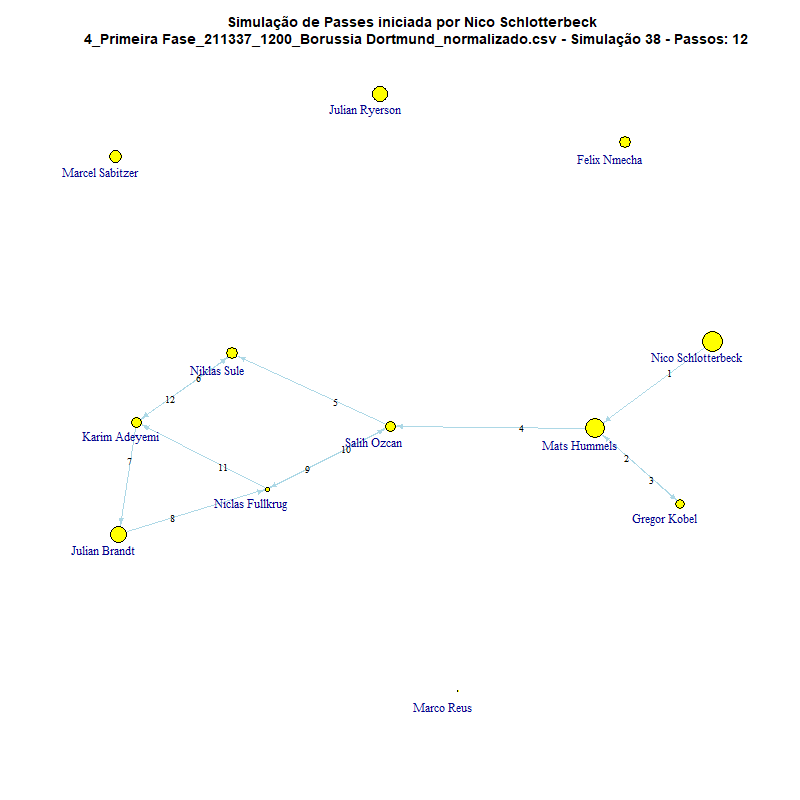 Simulação de Passes iniciada por Nico Schlotterbeck
4_Primeira Fase_211337_1200_Borussia Dortmund_normalizado.csv - Simulação 38 - Passos: 12
Julian Ryerson
Felix Nmecha
Marcel Sabitzer
Nico Schlotterbeck
Niklas Sule
1
6
12
5
4
Karim Adeyemi
Salih Ozcan
Mats Hummels
10
2
7
11
9
3
Niclas Fullkrug
8
Gregor Kobel
Julian Brandt
Marco Reus